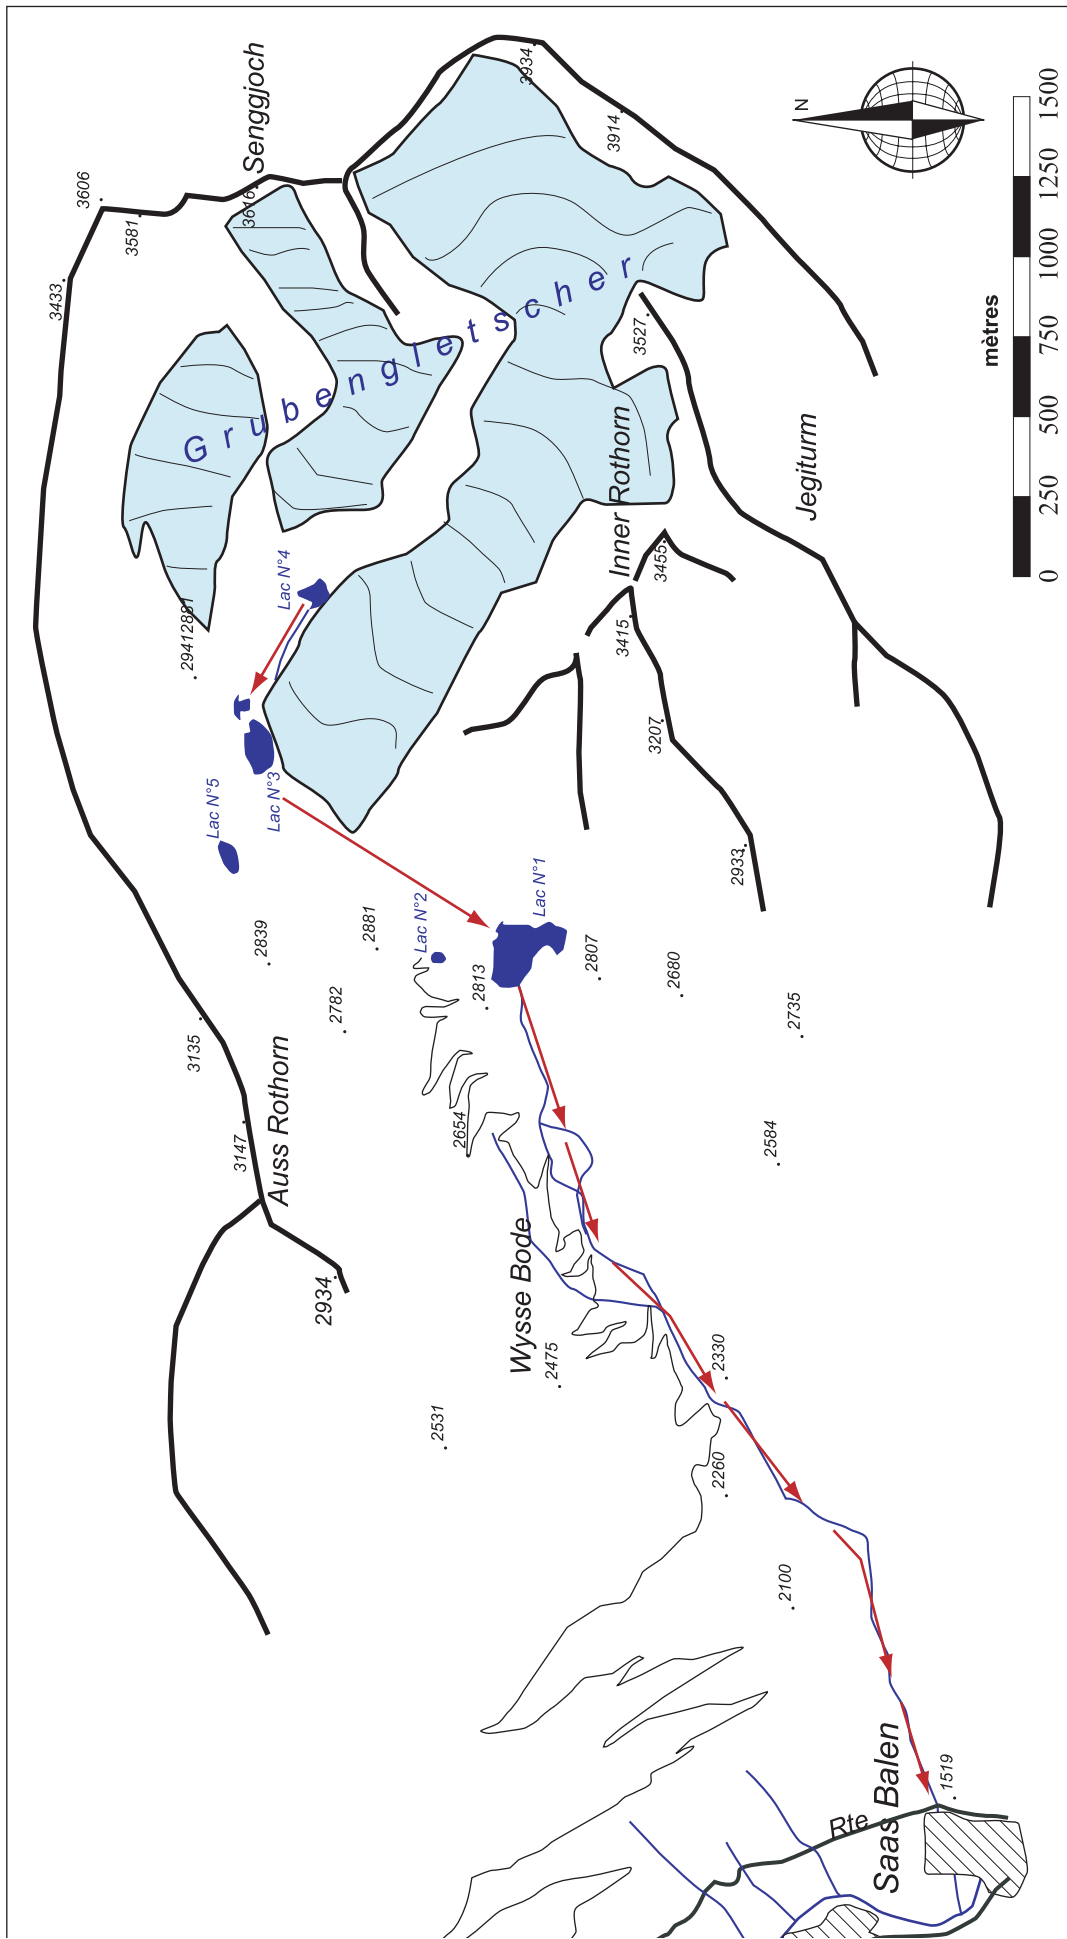 3606
3581
3433
3616
Senggjoch
3934
3914
N
Grubengletscher
3527
Inner Rothorn
3455
3415
3207
2933
Jegiturm
mètres
0
250
500
750
1000
1250
1500
29412881
Lac N°4
Lac N°3
Lac N°5
Lac N°2
Lac N°1
2839
2881
2782
2813
2807
2680
2735
2584
3135
3147
Auss Rothorn
2934
2654
Wysse Bode
2475
2531
2330
2260
2100
Saas Balen
1519
Rte